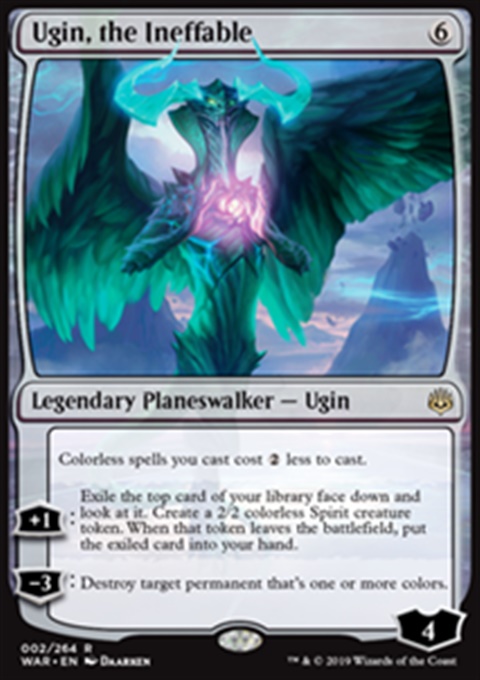 Ugin, the Ineffable 6
Legendary Planeswalker — Ugin
Colorless spells you cast cost 2 less to cast.
Exile the top card of your library face down and
+1: look at it. Create a 2/2 colorless Spirit creature
token. When that token leaves the battlefield, put
the exiled card into your hand.
−3: Destroy target permanent that's one or more colors.
4
002/264 R
WAR • EN Daarken
™ & © 2019 Wizards of the Coast